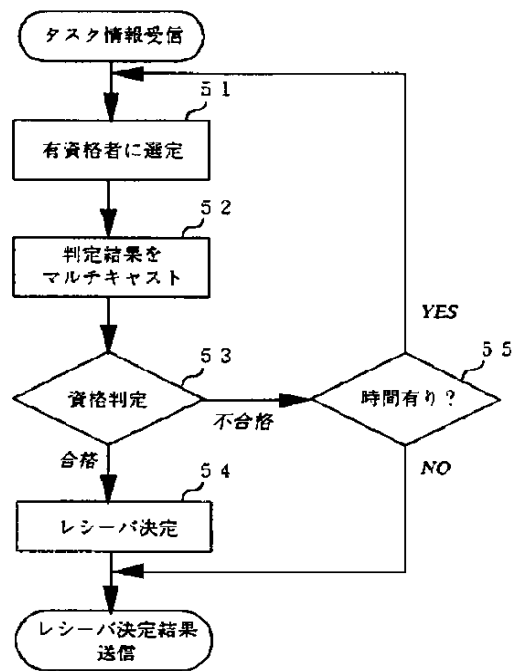 タスク情報受信
51
有資格者に選定
52
判定結果を
マルチキャスト
YES
53
55
資格判定
時間有り?
不合格
合格
NO
54
レシーバ決定
レシーバ決定結果
送信